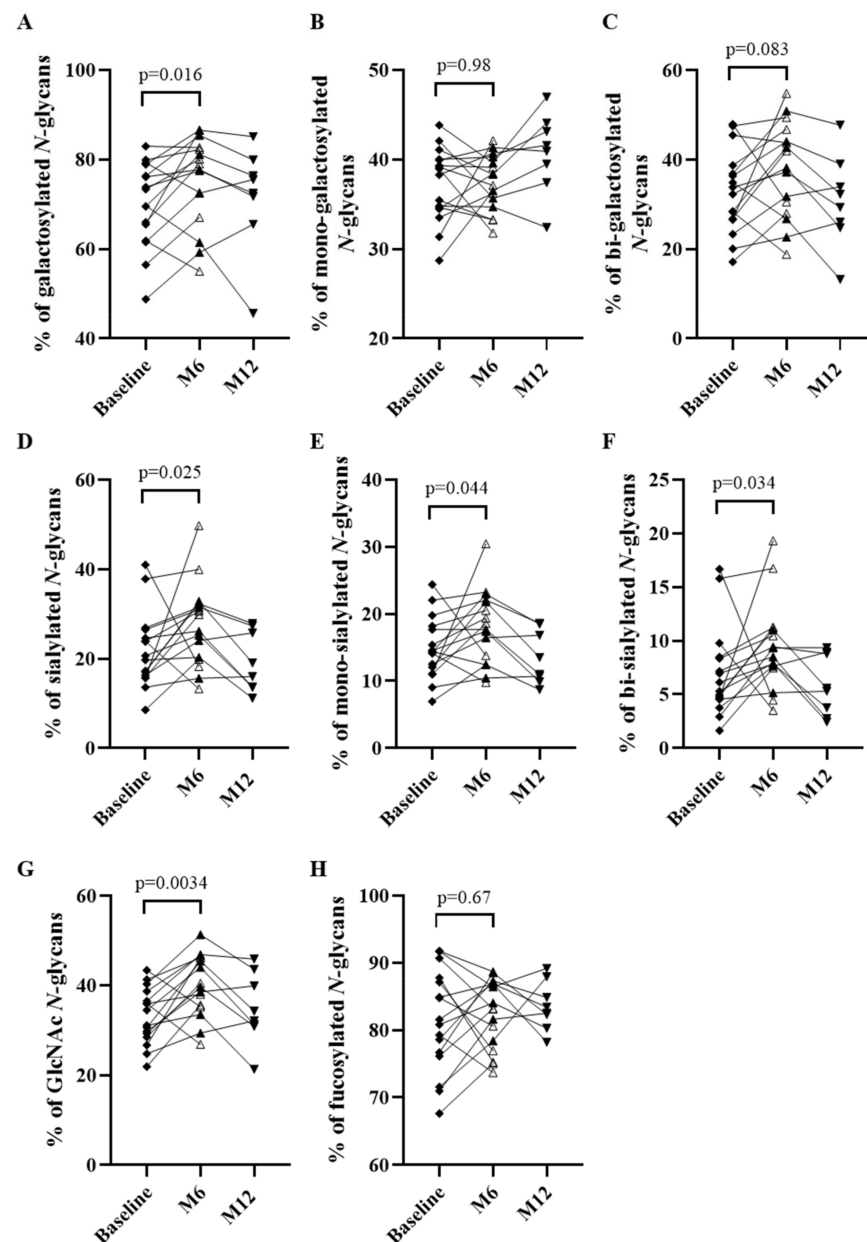 A
p=0.016
% of galactosylated N-glycans
100
80
60
40
Baseline
M6
M12
B
p=0.98
% of mono-galactosylated
N-glycans
50
40
30
20
Baseline
M6
M12
C
p=0.083
% of bi-galactosylated
N-glycans
60
40
20
0
Baseline
M6
M12
D
p=0.025
% of sialylated N-glycans
60
40
20
0
Baseline
M6
M12
E
p=0.044
% of mono-sialylated N-glycans
40
30
20
10
0
Baseline
M6
M12
F
p=0.034
% of bi-sialylated N-glycans
25
20
15
10
5
0
Baseline
M6
M12
G
p=0.0034
% of GlcNAc N-glycans
60
40
20
0
Baseline
M6
M12
H
p=0.67
% of fucosylated N-glycans
100
90
80
70
60
Baseline
M6
M12